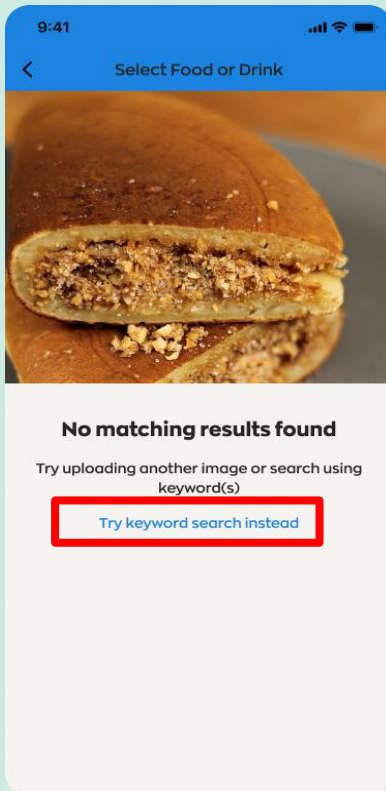 9:41
Select Food or Drink
No matching results found
Try uploading another image or search using
keyword(s)
Try keyword search instead